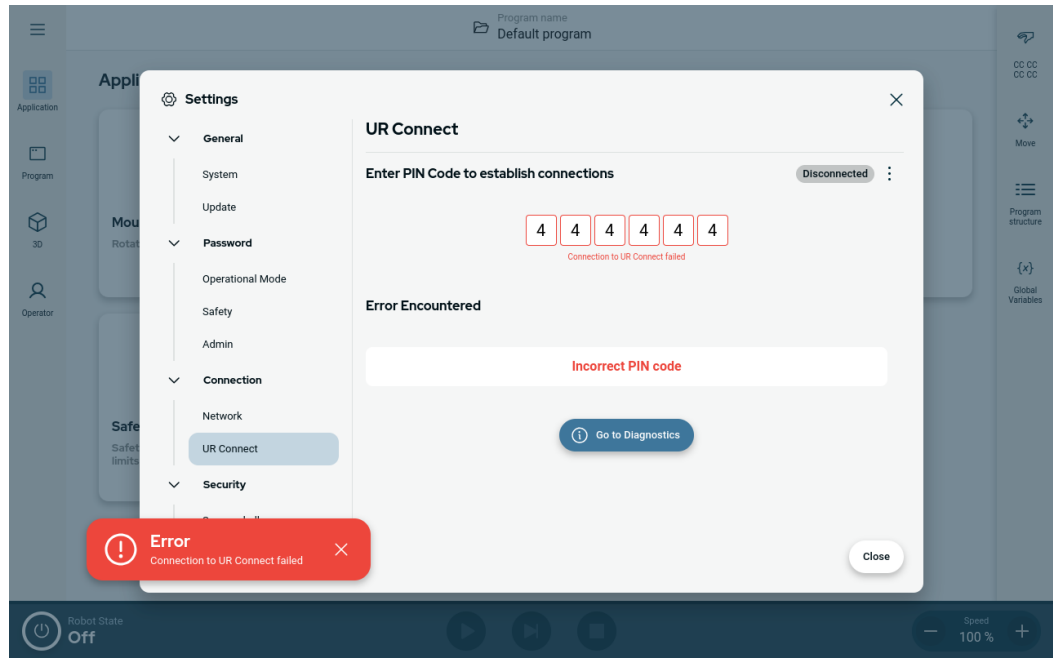 Program name
Default program
CC CC
CC CC
Application
Move
Program
Program
structure
3D
{x}
Global
Variables
Operator
Appli
Mou
Rotat
Safe
Safet
limits
Settings
General
System
Update
Password
Operational Mode
Safety
Admin
Connection
Network
UR Connect
Security
UR Connect
Enter PIN Code to establish connections
Disconnected
4 4 4 4 4 4
Connection to UR Connect failed
Error Encountered
Incorrect PIN code
Go to Diagnostics
Close
Error
Connection to UR Connect failed
Robot State
Off
Speed
100 %